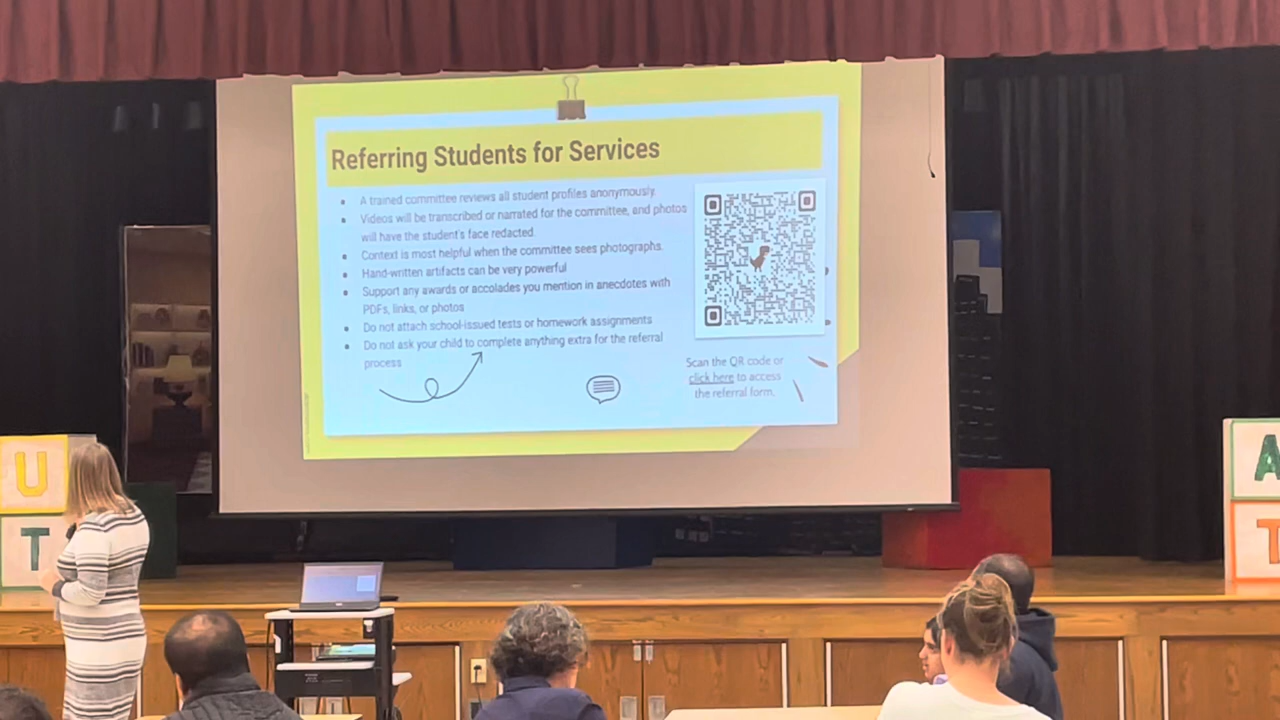 Referring Students for Services
A trained committee reviews all student profiles anonymously.
Videos will be transcribed or narrated for the committee, and photos
will have the student's face redacted.
Context is most helpful when the committee sees photographs.
Hand-written artifacts can be very powerful
Support any awards or accolades you mention in anecdotes with
PDFs, links, or photos
Do not attach school-issued tests or homework assignments
Do not ask your child to complete anything extra for the referral
process
Scan the QR code or
click here to access
the referral form.
U
T
A
T